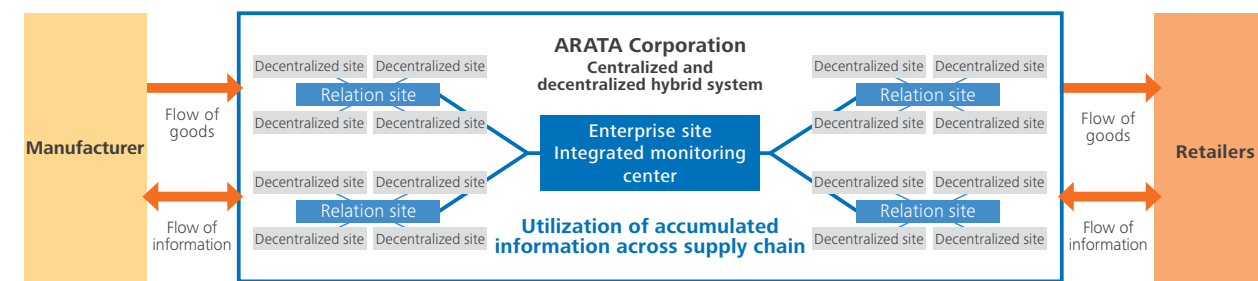 Manufacturer
Flow of
goods
Flow of
information
Decentralized site Decentralized site
Relation site
Decentralized site Decentralized site
Decentralized site Decentralized site
Relation site
Decentralized site Decentralized site
ARATA Corporation
Centralized and
decentralized hybrid system
Enterprise site
Integrated monitoring
center
Utilization of accumulated
information across supply chain
Decentralized site Decentralized site
Relation site
Decentralized site Decentralized site
Decentralized site Decentralized site
Relation site
Decentralized site Decentralized site
Flow of
goods
Flow of
information
Retailers